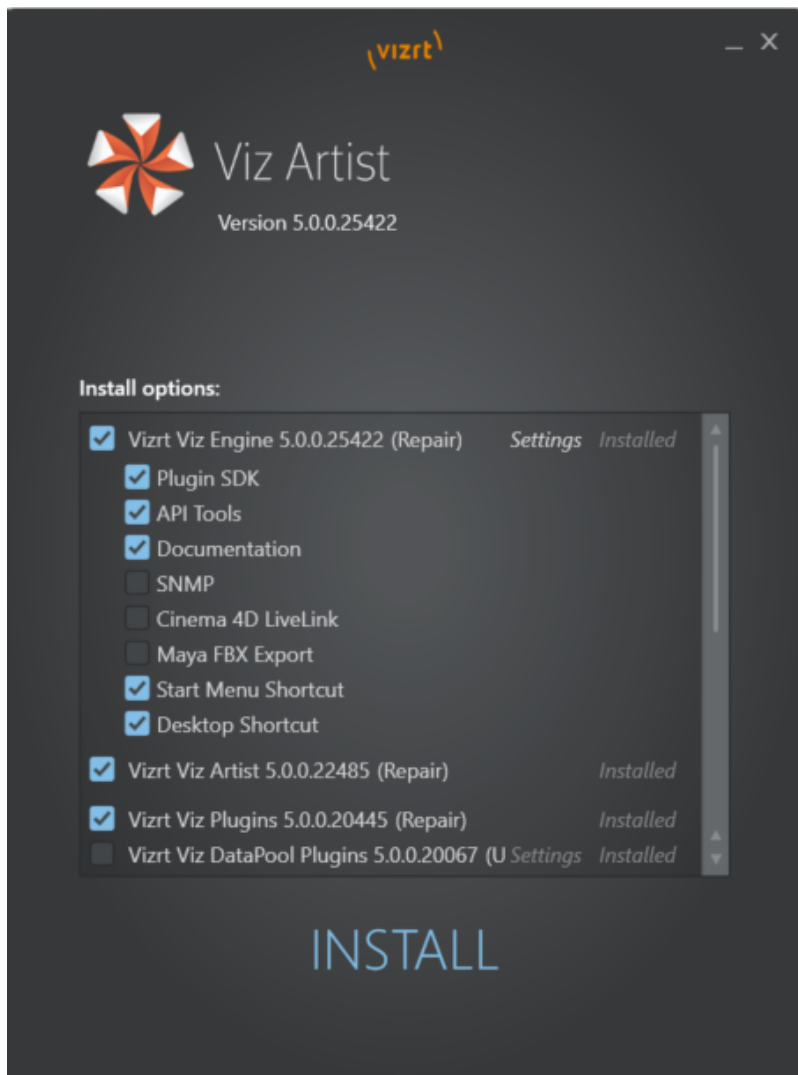 vizrt
Viz Artist
Version 5.0.0.25422
Install options:
Vizrt Viz Engine 5.0.0.25422 (Repair) Settings Installed
Plugin SDK
API Tools
Documentation
SNMP
Cinema 4D LiveLink
Maya FBX Export
Start Menu Shortcut
Desktop Shortcut
Vizrt Viz Artist 5.0.0.22485 (Repair) Installed
Vizrt Viz Plugins 5.0.0.20445 (Repair) Installed
Vizrt Viz DataPool Plugins 5.0.0.20067 (U Settings Installed
INSTALL